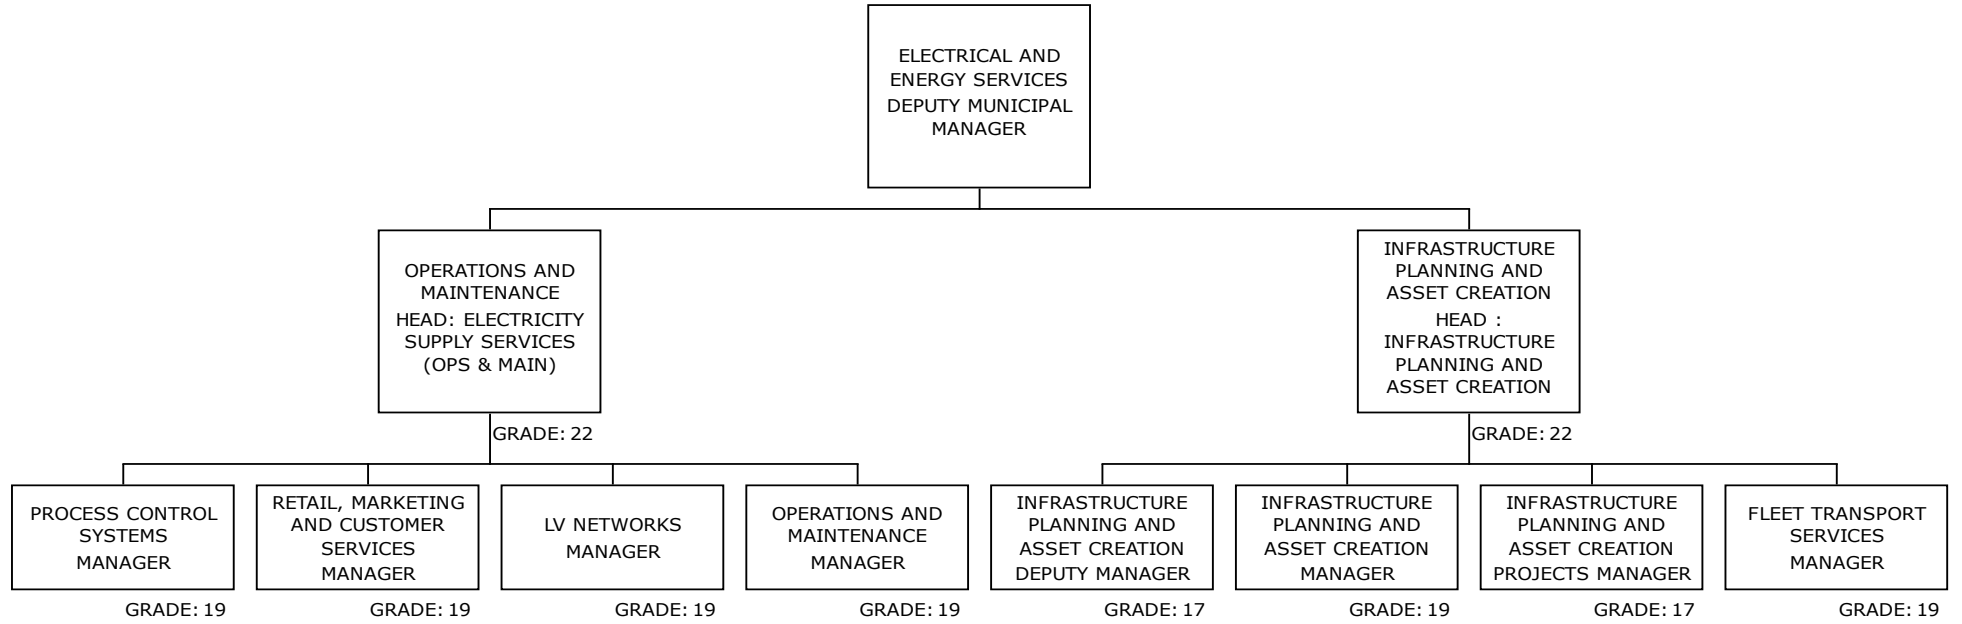 ELECTRICAL AND
ENERGY SERVICES
DEPUTY MUNICIPAL
MANAGER
OPERATIONS AND
MAINTENANCE
HEAD: ELECTRICITY
SUPPLY SERVICES
(OPS & MAIN)
GRADE: 22
INFRASTRUCTURE
PLANNING AND
ASSET CREATION
HEAD :
INFRASTRUCTURE
PLANNING AND
ASSET CREATION
GRADE: 22
PROCESS CONTROL
SYSTEMS
MANAGER
GRADE: 19
RETAIL, MARKETING
AND CUSTOMER
SERVICES
MANAGER
GRADE: 19
LV NETWORKS
MANAGER
GRADE: 19
OPERATIONS AND
MAINTENANCE
MANAGER
GRADE: 19
INFRASTRUCTURE
PLANNING AND
ASSET CREATION
DEPUTY MANAGER
GRADE: 17
INFRASTRUCTURE
PLANNING AND
ASSET CREATION
MANAGER
GRADE: 19
INFRASTRUCTURE
PLANNING AND
ASSET CREATION
PROJECTS MANAGER
GRADE: 17
FLEET TRANSPORT
SERVICES
MANAGER
GRADE: 19